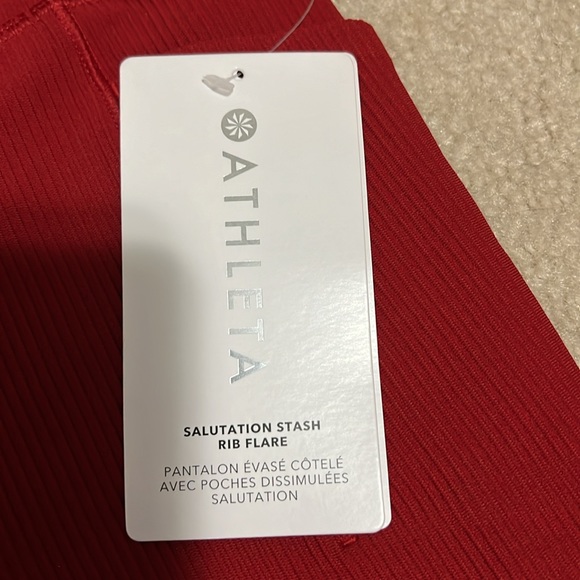 ATHLETA
SALUTATION STASH
RIB FLARE
PANTALON ÉVASÉ CÔTELÉ
AVEC POCHES DISSIMULÉES
SALUTATION